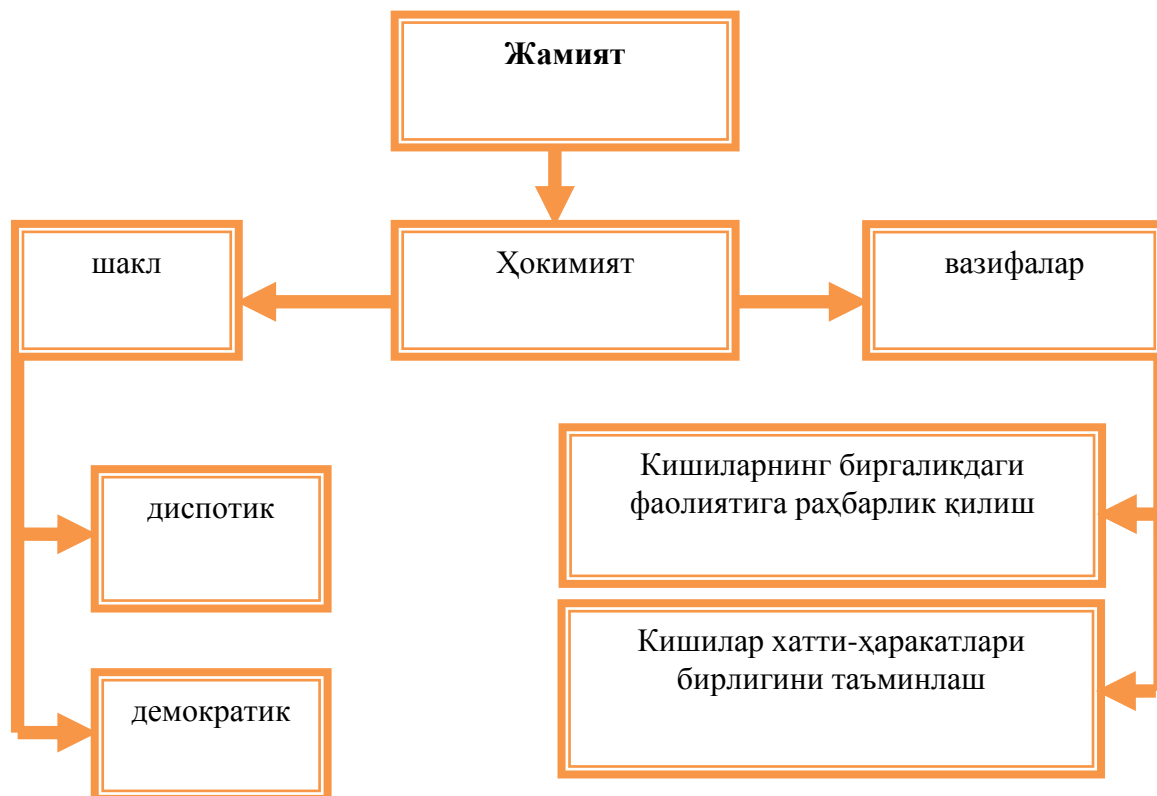 Жамият
шакл
Ҳокимият
вазифалар
Кишиларнинг биргаликдаги
фаолиятига раҳбарлик қилиш
диспотик
Кишилар хатти-ҳаракатлари
бирлигини таъминлаш
демократик